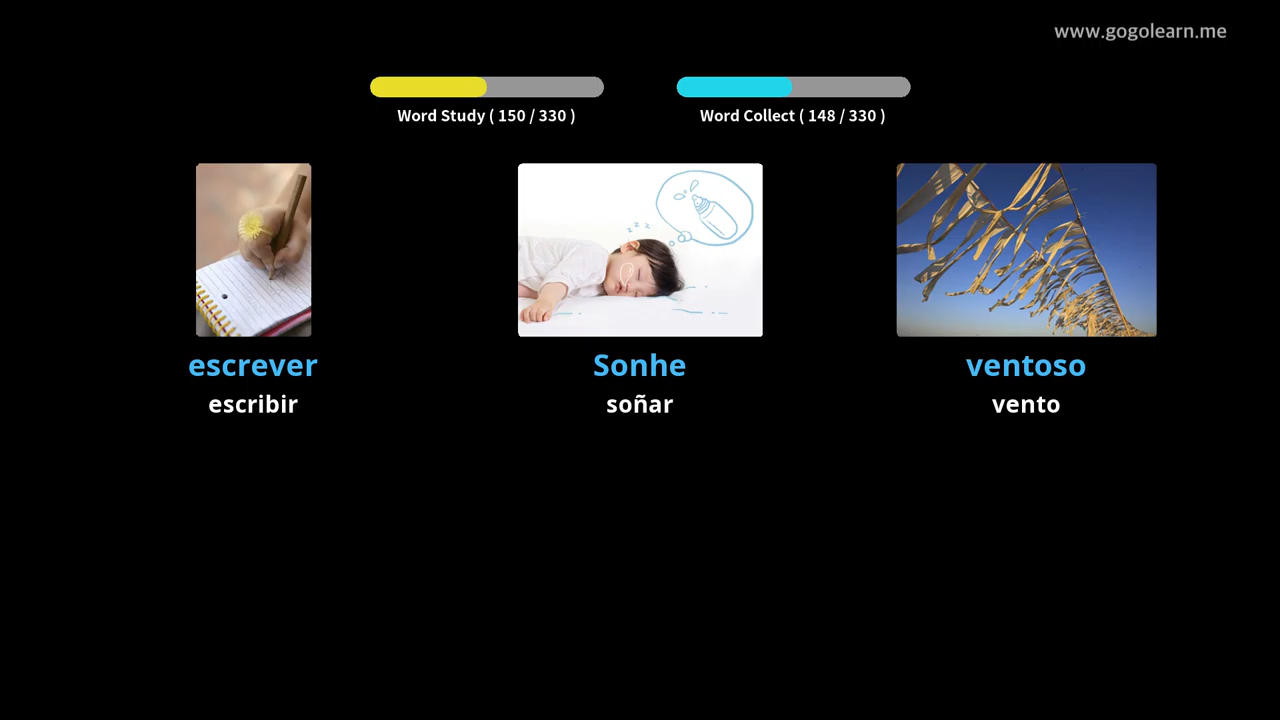 www.gogolearn.me
Word Study ( 150 / 330 )
Word Collect ( 148 / 330 )
escrever
escribir
Sonhe
soñar
ventoso
vento